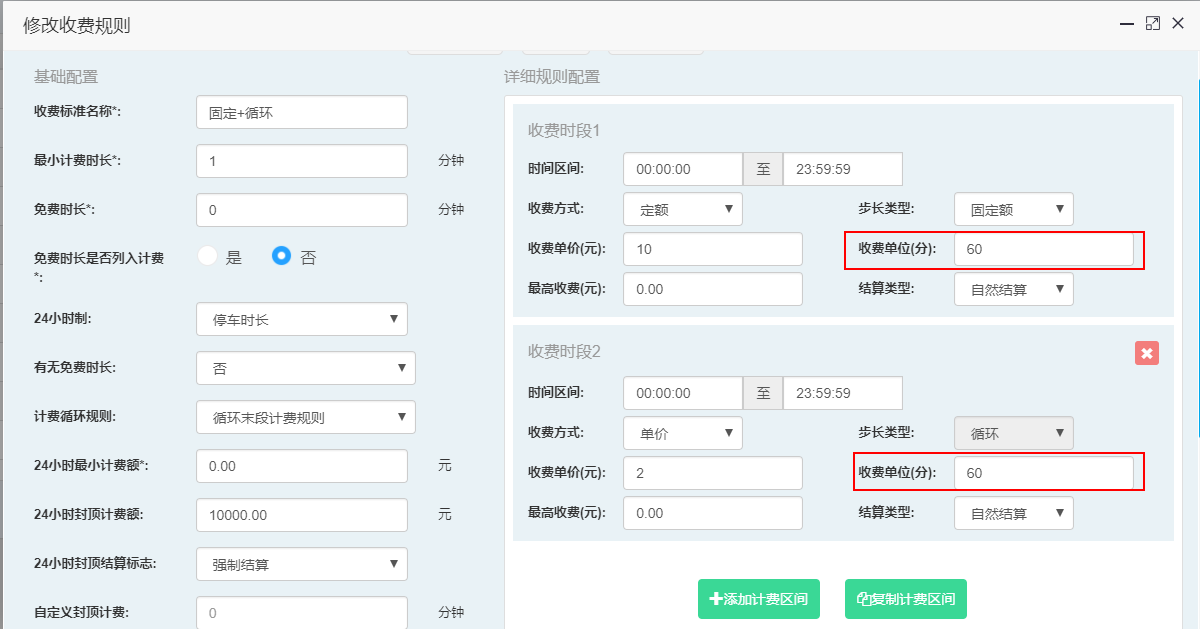 修改收费规则
基础配置
收费标准名称*: 固定+循环
最小计费时长*: 1 分钟
免费时长*: 0 分钟
免费时长是否列入计费
*: 是 否
24小时制: 停车时长
有无免费时长: 否
计费循环规则: 循环末段计费规则
24小时最小计费额*: 0.00 元
24小时封顶计费额: 10000.00 元
24小时封顶结算标志: 强制结算
自定义封顶计费: 0 分钟
详细规则配置
收费时段1
时间区间: 00:00:00 至 23:59:59
收费方式: 定额 步长类型: 固定额
收费单价(元): 10 收费单位(分): 60
最高收费(元): 0.00 结算类型: 自然结算
收费时段2
时间区间: 00:00:00 至 23:59:59
收费方式: 单价 步长类型: 循环
收费单价(元): 2 收费单位(分): 60
最高收费(元): 0.00 结算类型: 自然结算
添加计费区间 复制计费区间